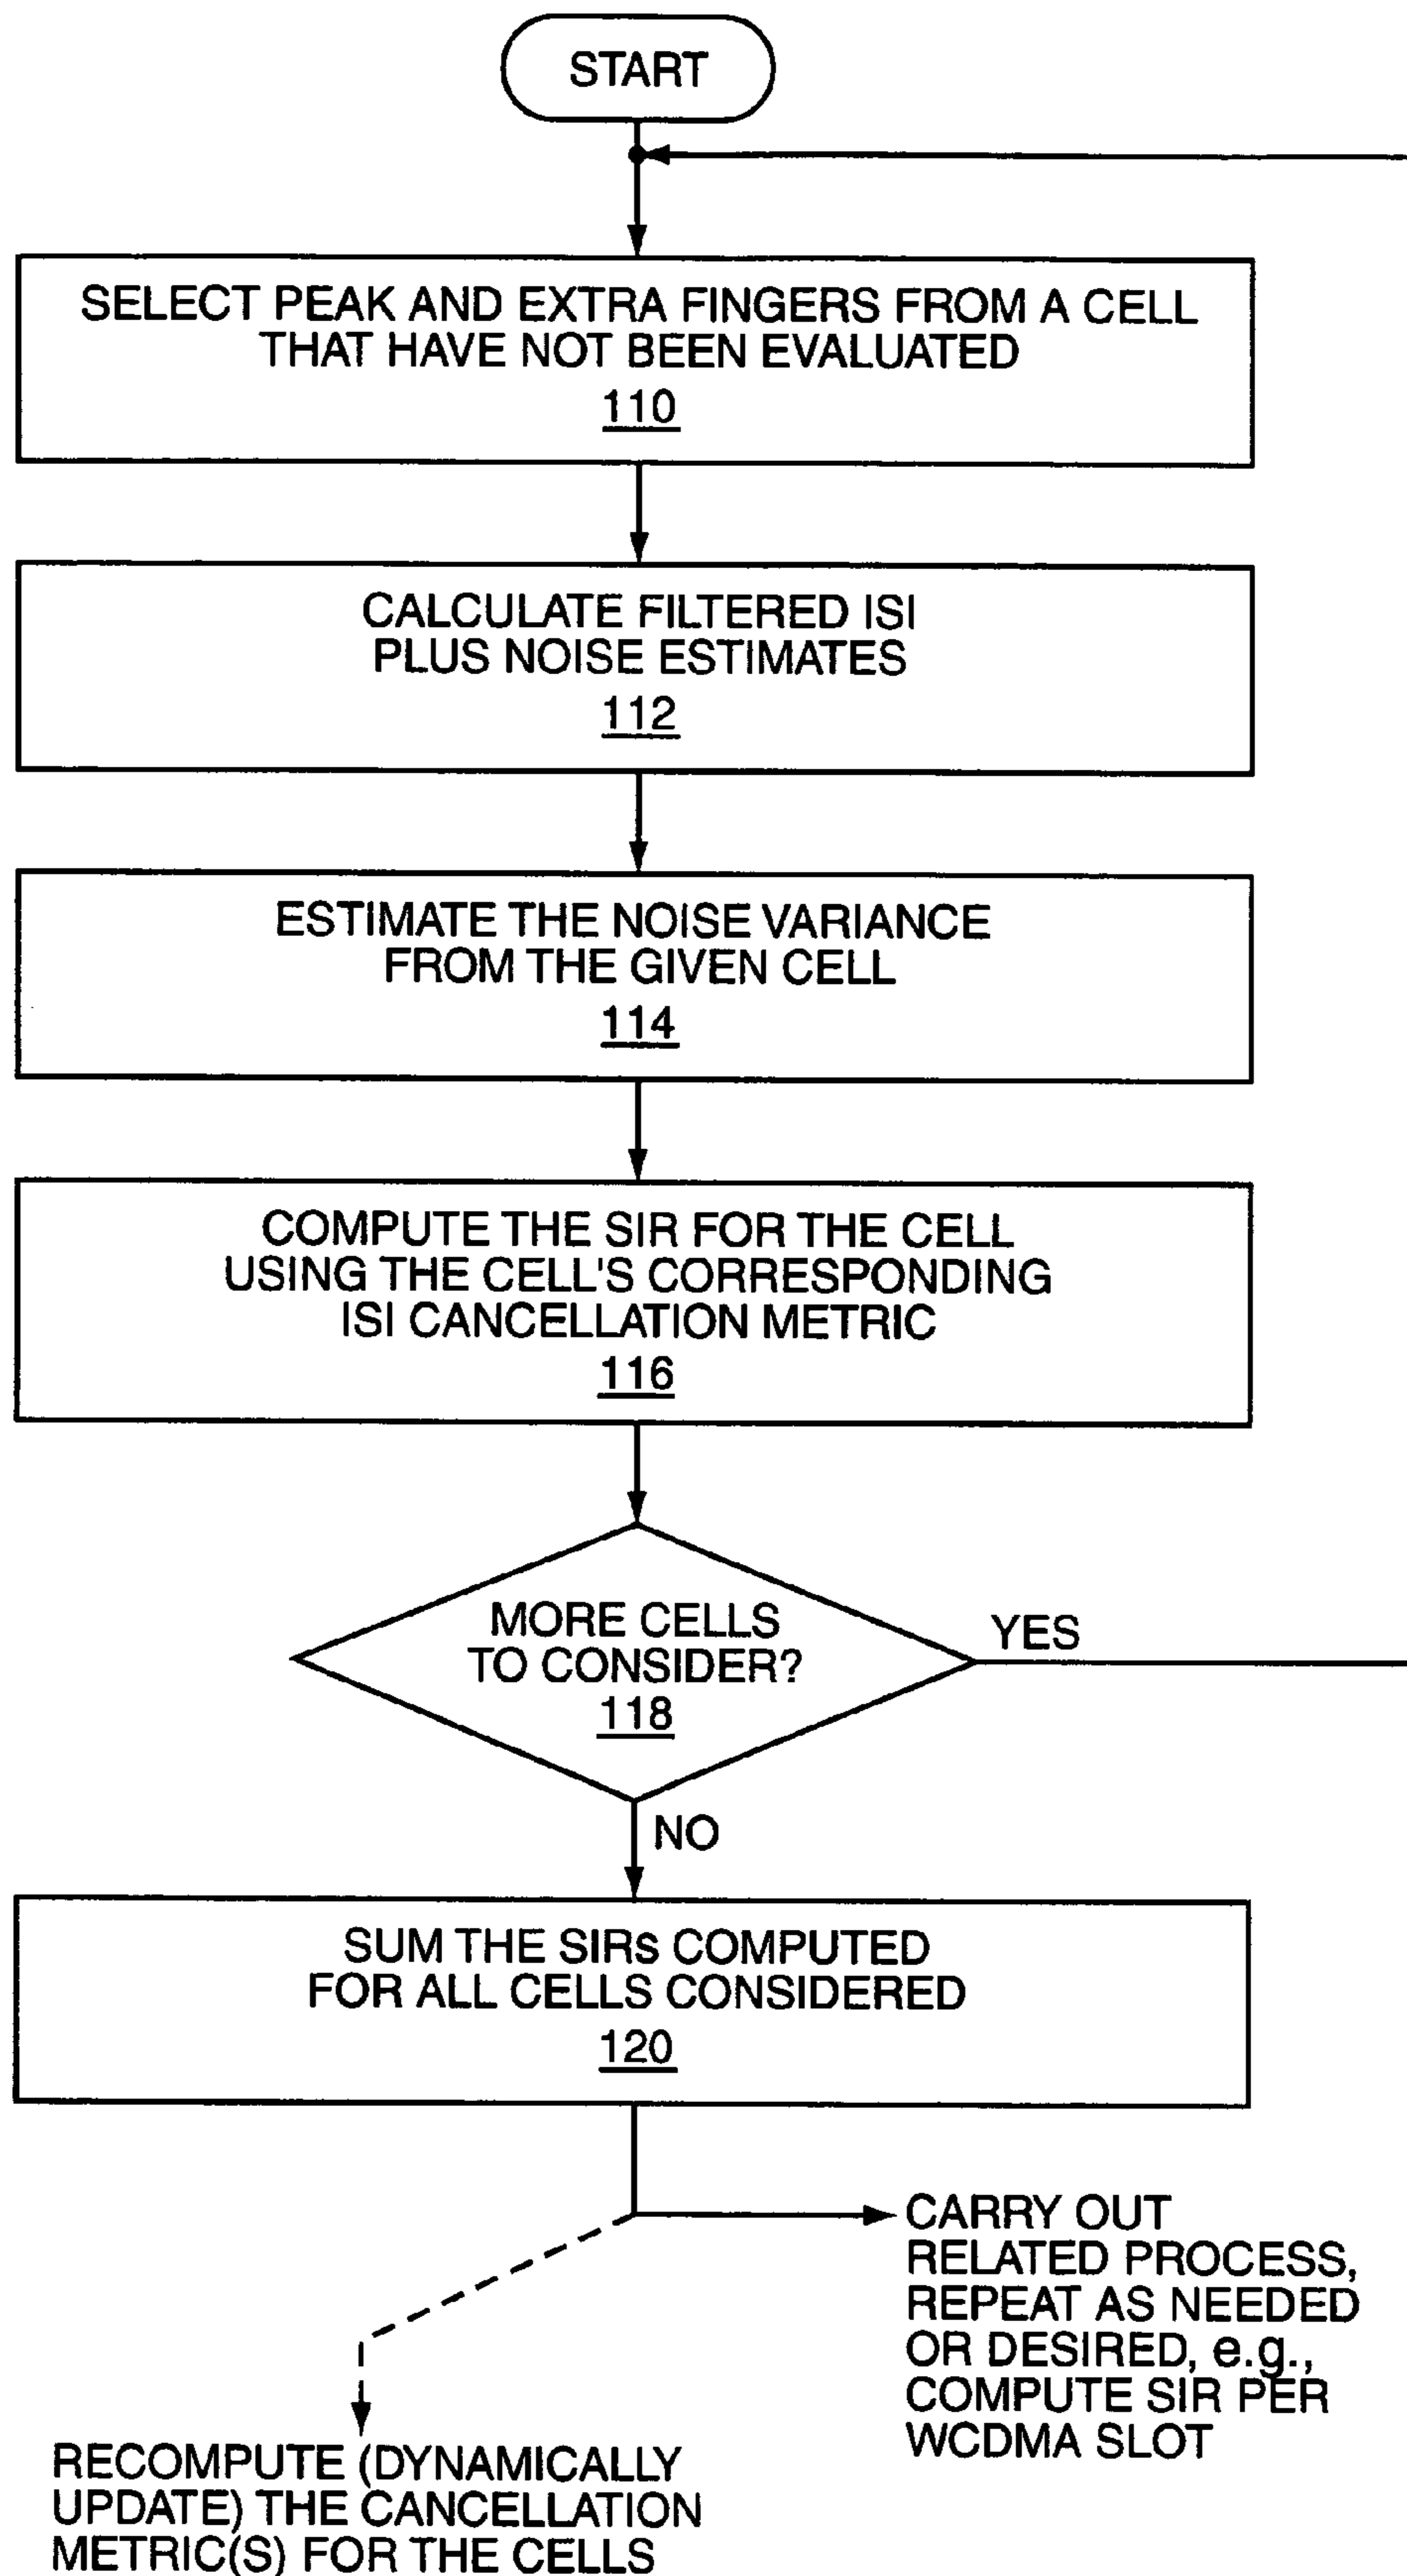 START
SELECT PEAK AND EXTRA FINGERS FROM A CELL
THAT HAVE NOT BEEN EVALUATED
110
CALCULATE FILTERED ISI
PLUS NOISE ESTIMATES
112
ESTIMATE THE NOISE VARIANCE
FROM THE GIVEN CELL
114
COMPUTE THE SIR FOR THE CELL
USING THE CELL'S CORRESPONDING
ISI CANCELLATION METRIC
116
MORE CELLS
TO CONSIDER?
118
YES
NO
SUM THE SIRs COMPUTED
FOR ALL CELLS CONSIDERED
120
CARRY OUT
RELATED PROCESS,
REPEAT AS NEEDED
OR DESIRED, e.g.,
COMPUTE SIR PER
WCDMA SLOT
RECOMPUTE (DYNAMICALLY
UPDATE) THE CANCELLATION
METRIC(S) FOR THE CELLS